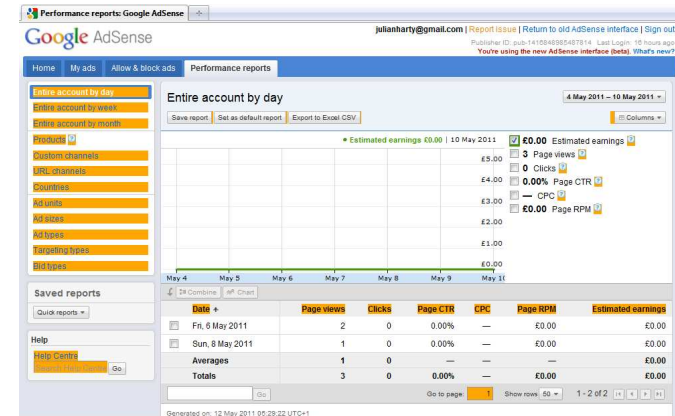 Performance reports: Google AdSense
Google AdSense
julianharty@gmail.com | Report issue | Return to old AdSense interface | Sign out
Publisher ID: pub-1416848965487814 Last Login: 16 hours ago
You're using the new AdSense interface (beta). What's new?
Home My ads Allow & block ads Performance reports
Entire account by day
Entire account by week
Entire account by month
Products ?
Custom channels
URL channels
Countries
Ad units
Ad sizes
Ad types
Targeting types
Bid types
Saved reports
Quick reports
Help
Help Centre
Search Help Centre Go
Entire account by day
4 May 2011 – 10 May 2011
Save report Set as default report Export to Excel CSV
Columns
Estimated earnings £0.00 | 10 May 2011
£5.00
£4.00
£3.00
£2.00
£1.00
£0.00
May 4 May 5 May 6 May 7 May 8 May 9 May 10
£0.00 Estimated earnings ?
3 Page views ?
0 Clicks ?
0.00% Page CTR ?
— CPC ?
£0.00 Page RPM ?
Combine Chart
Date Page views Clicks Page CTR CPC Page RPM Estimated earnings
Fri, 6 May 2011 2 0 0.00% — £0.00 £0.00
Sun, 8 May 2011 1 0 0.00% — £0.00 £0.00
Averages 1 0 — — — £0.00
Totals 3 0 0.00% — £0.00 £0.00
Go Go to page: 1 Show rows 50 1 - 2 of 2
Generated on: 12 May 2011 05:29:22 UTC+1